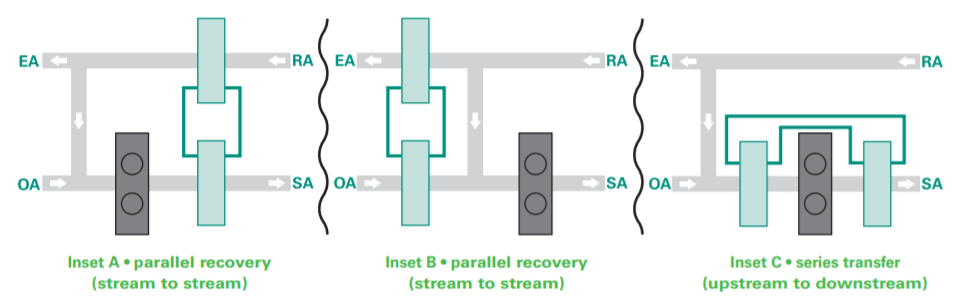 EA
RA
EA
RA
EA
RA
OA
SA
OA
SA
OA
SA
Inset A • parallel recovery
(stream to stream)
Inset B • parallel recovery
(stream to stream)
Inset C • series transfer
(upstream to downstream)